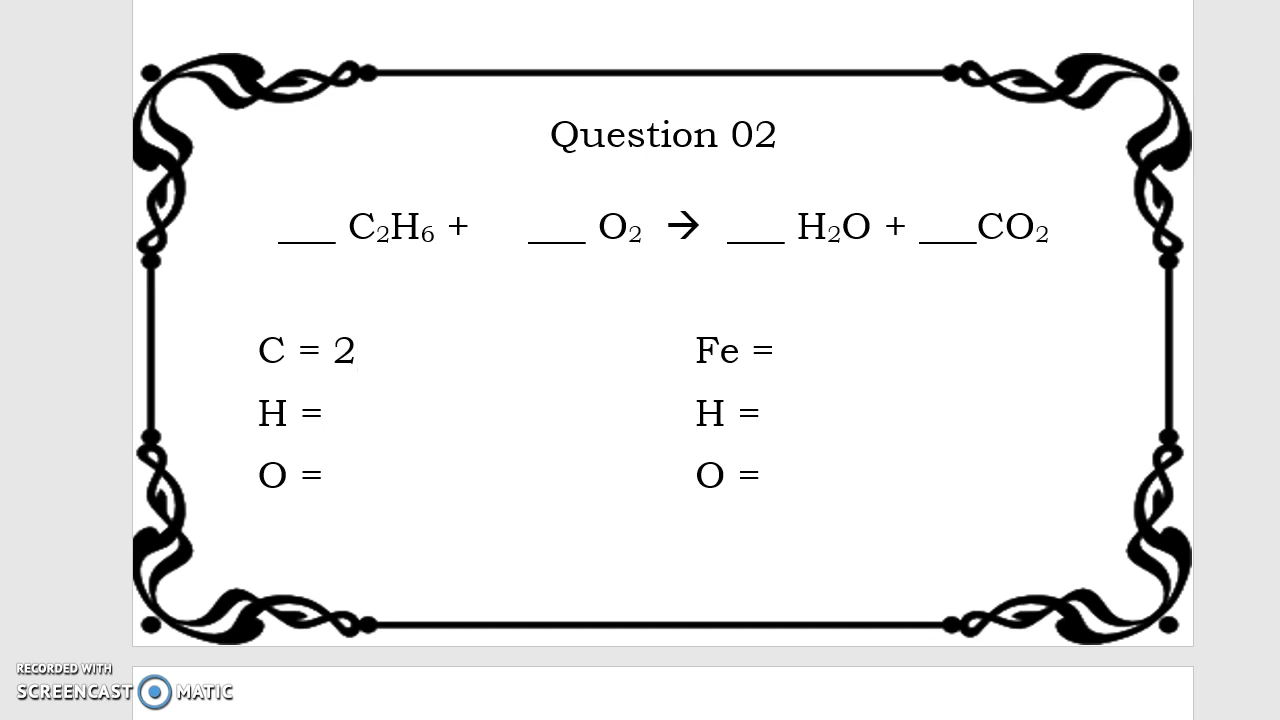 Question 02
___ C₂H₆ + ___ O₂ → ___ H₂O + ___CO₂
C = 2 Fe =
H = H =
O = O =
RECORDED WITH
SCREENCAST MATIC